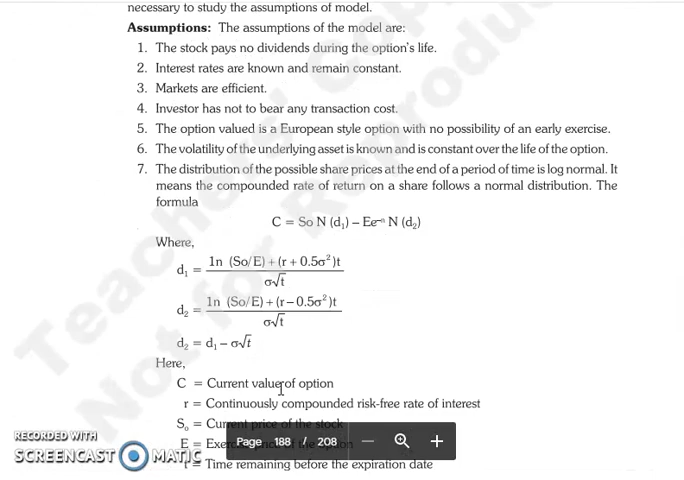 necessary to study the assumptions of model.
Assumptions: The assumptions of the model are:
1. The stock pays no dividends during the option's life.
2. Interest rates are known and remain constant.
3. Markets are efficient.
4. Investor has not to bear any transaction cost.
5. The option valued is a European style option with no possibility of an early exercise.
6. The volatility of the underlying asset is known and is constant over the life of the option.
7. The distribution of the possible share prices at the end of a period of time is log normal. It
means the compounded rate of return on a share follows a normal distribution. The
formula
C = So N (d₁) – Ee⁻ʳᵗ N (d₂)
Where,
d₁ = ln (So/E) + (r + 0.5σ²)t / σ√t
d₂ = ln (So/E) + (r – 0.5σ²)t / σ√t
d₂ = d₁ – σ√t
Here,
C = Current value of option
r = Continuously compounded risk-free rate of interest
Sₒ = Current price of the stock
E =
Page 188 / 208 — +
t = Time remaining before the expiration date
RECORDED WITH
SCREENCAST MATIC
Teachers' Copy
Not for Reproduc